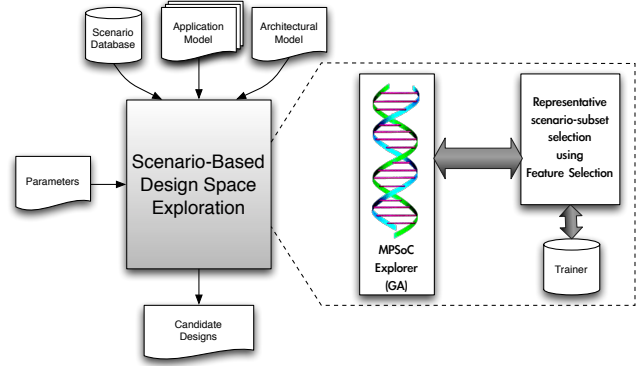 Scenario
Database
Application
Model
Architectural
Model
Parameters
Scenario-Based
Design Space
Exploration
Candidate
Designs
MPSoC
Explorer
(GA)
Representative
scenario-subset
selection
using
Feature Selection
Trainer